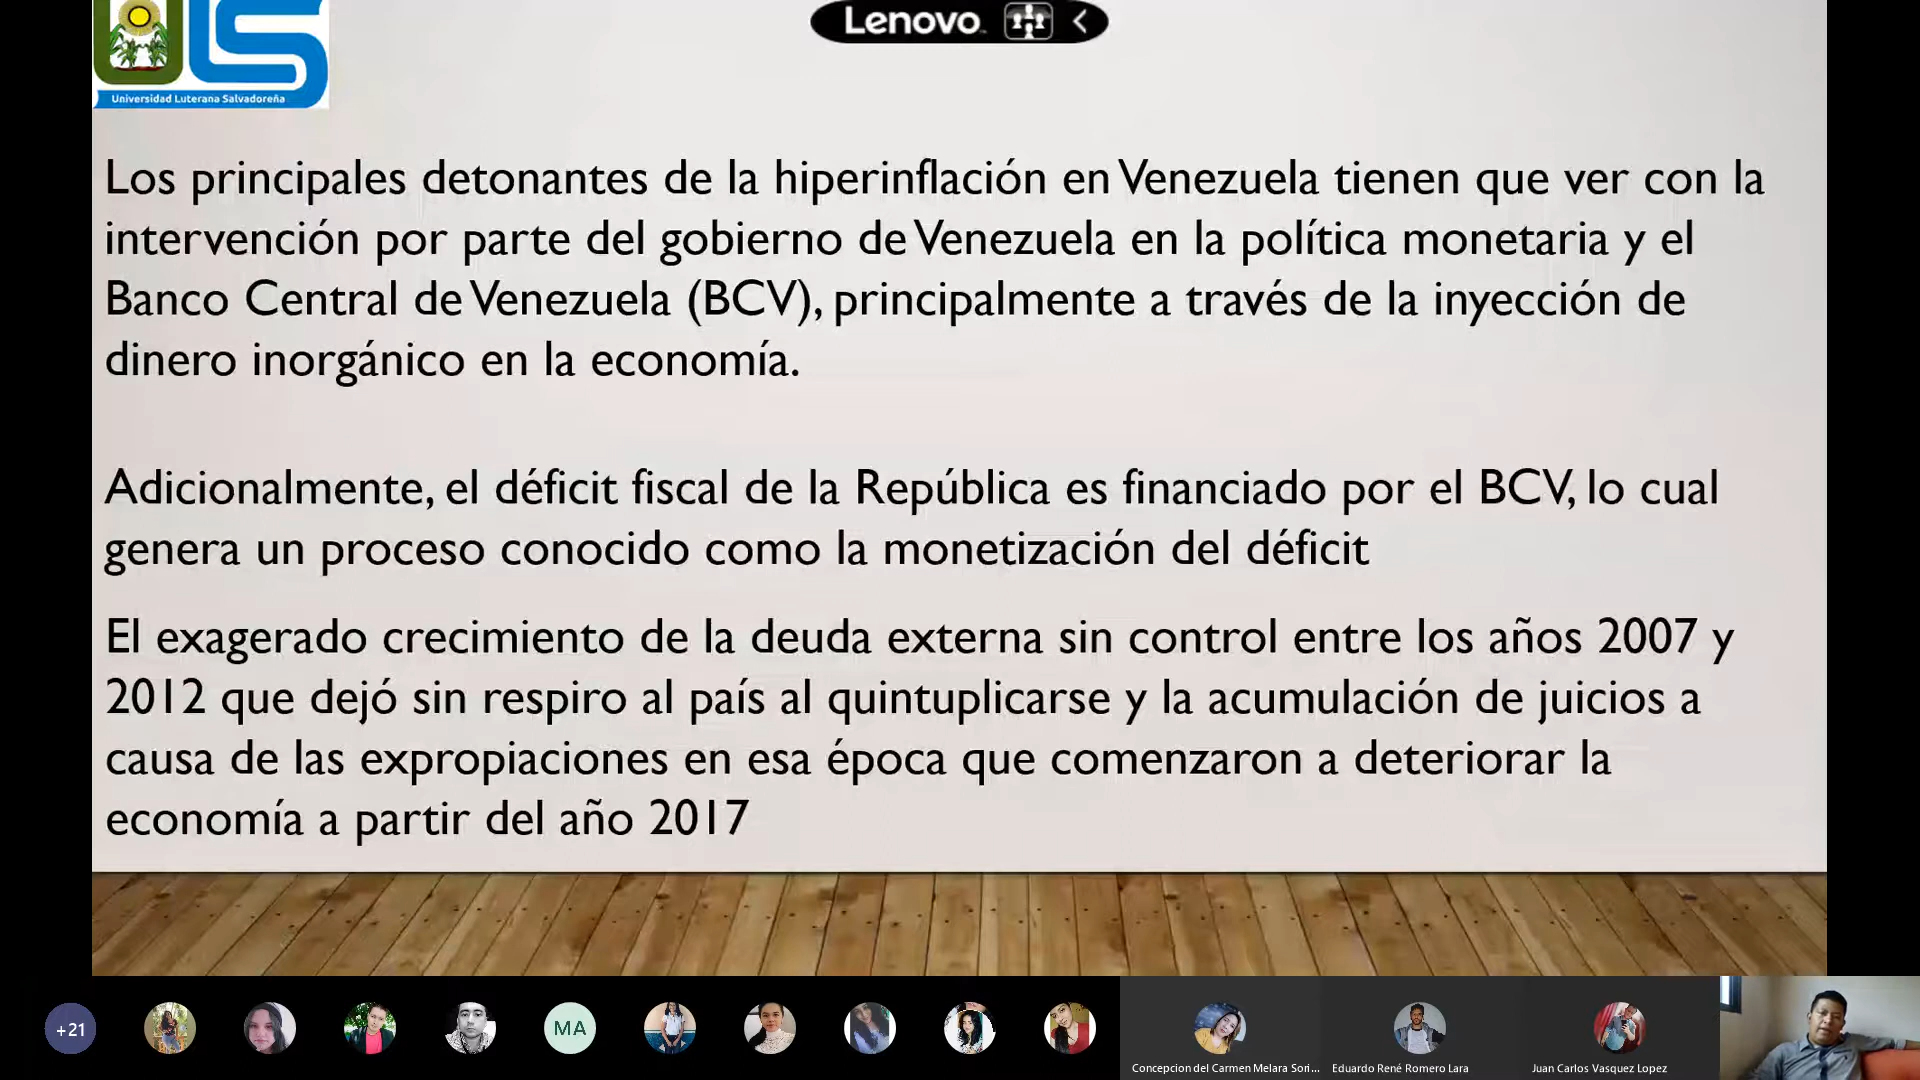 Lenovo
Universidad Luterana Salvadoreña
Los principales detonantes de la hiperinflación en Venezuela tienen que ver con la
intervención por parte del gobierno de Venezuela en la política monetaria y el
Banco Central de Venezuela (BCV), principalmente a través de la inyección de
dinero inorgánico en la economía.
Adicionalmente, el déficit fiscal de la República es financiado por el BCV, lo cual
genera un proceso conocido como la monetización del déficit
El exagerado crecimiento de la deuda externa sin control entre los años 2007 y
2012 que dejó sin respiro al país al quintuplicarse y la acumulación de juicios a
causa de las expropiaciones en esa época que comenzaron a deteriorar la
economía a partir del año 2017
+21
MA
Concepcion del Carmen Melara Sori...
Eduardo René Romero Lara
Juan Carlos Vasquez Lopez